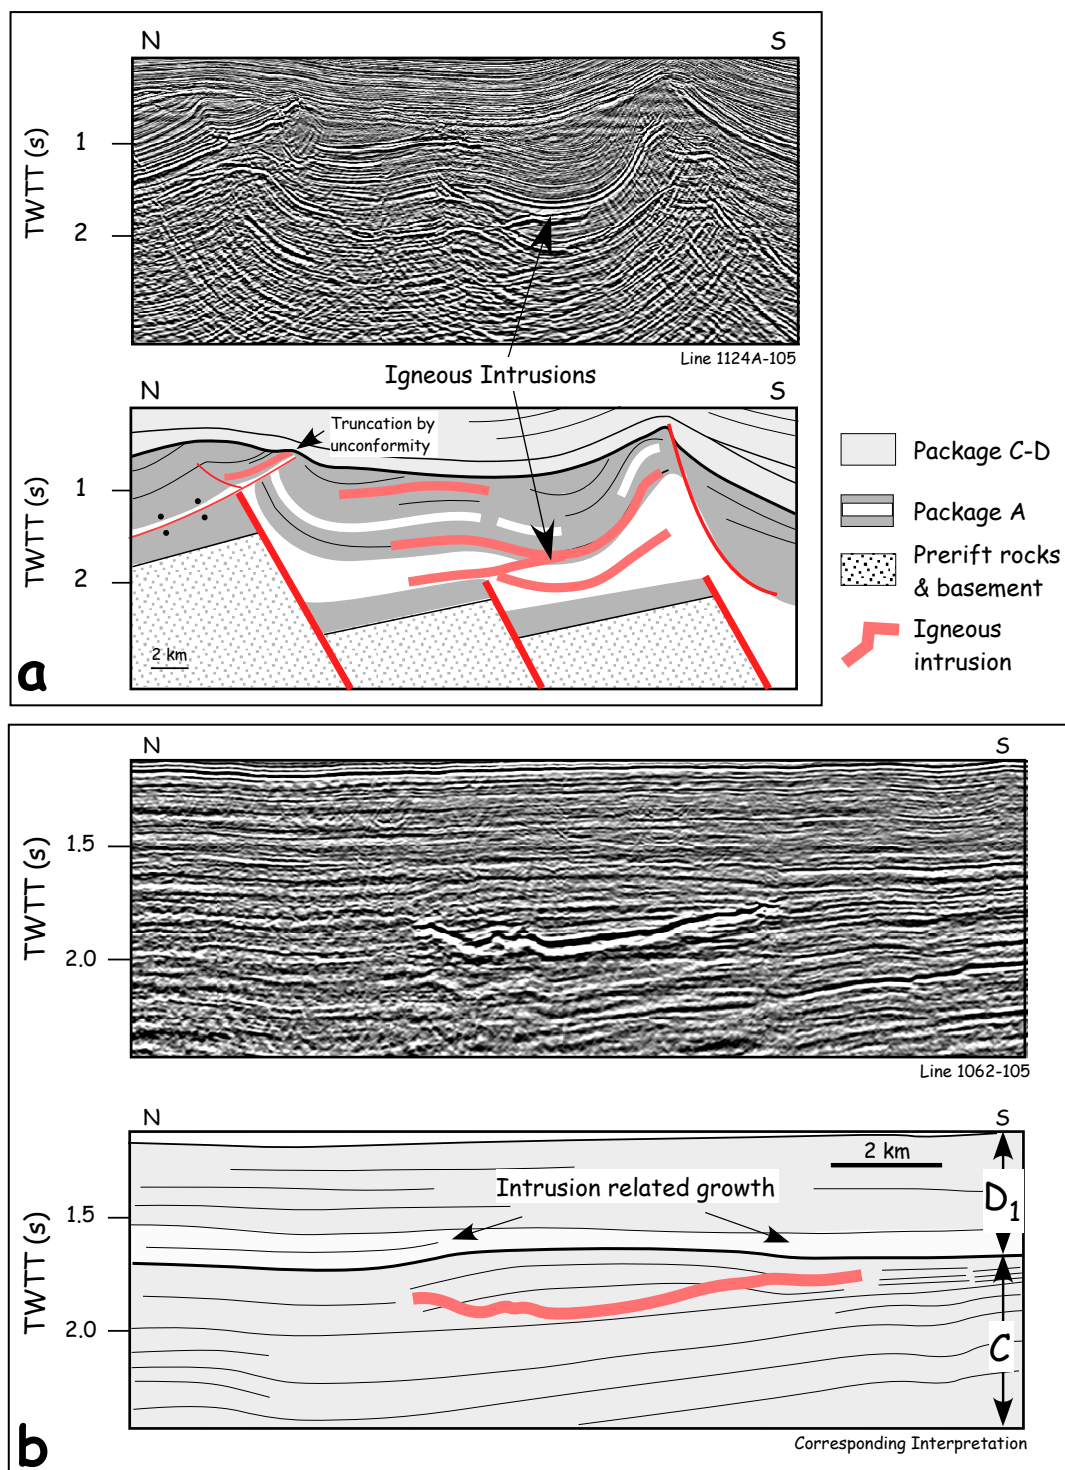 N
S
TWTT (s)
1
2
Line 1124A-105
Igneous Intrusions
N
S
Truncation by
unconformity
1
TWTT (s)
2
2 km
a
Package C-D
Package A
Prerift rocks
& basement
Igneous
intrusion
N
S
TWTT (s)
1.5
2.0
Line 1062-105
N
S
2 km
Intrusion related growth
D1
1.5
TWTT (s)
2.0
C
Corresponding Interpretation
b